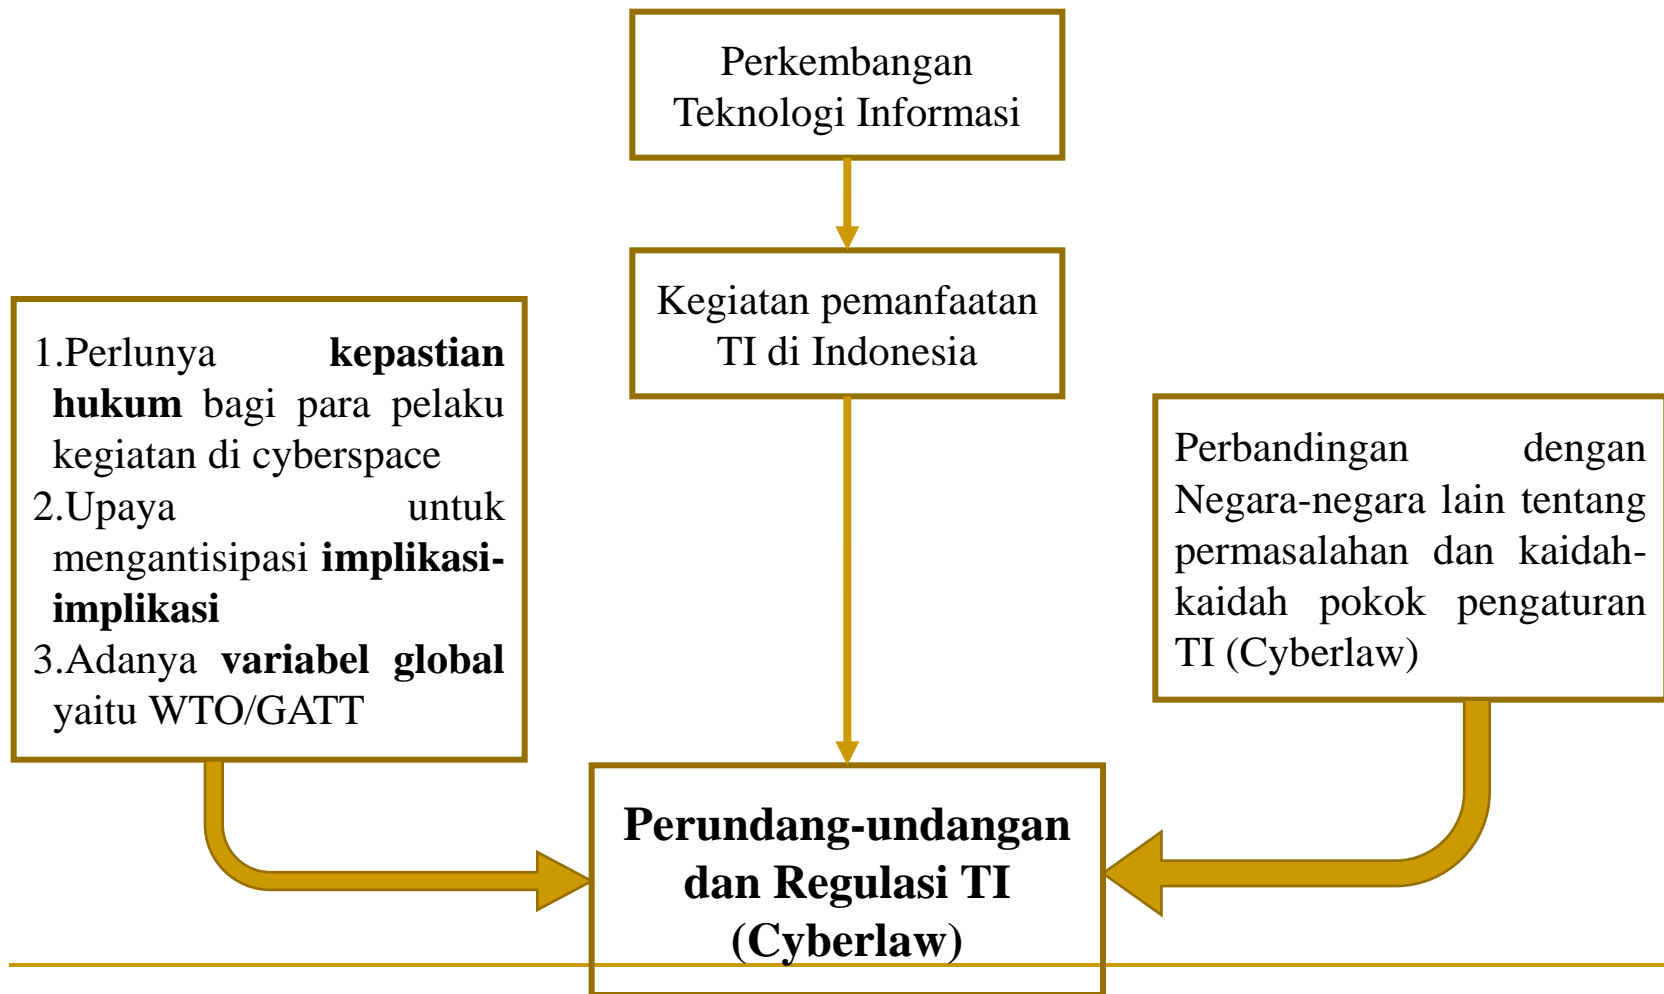 Perkembangan
Teknologi Informasi
Kegiatan pemanfaatan
TI di Indonesia
1.Perlunya kepastian
hukum bagi para pelaku
kegiatan di cyberspace
2.Upaya untuk
mengantisipasi implikasi-
implikasi
3.Adanya variabel global
yaitu WTO/GATT
Perbandingan dengan
Negara-negara lain tentang
permasalahan dan kaidah-
kaidah pokok pengaturan
TI (Cyberlaw)
Perundang-undangan
dan Regulasi TI
(Cyberlaw)